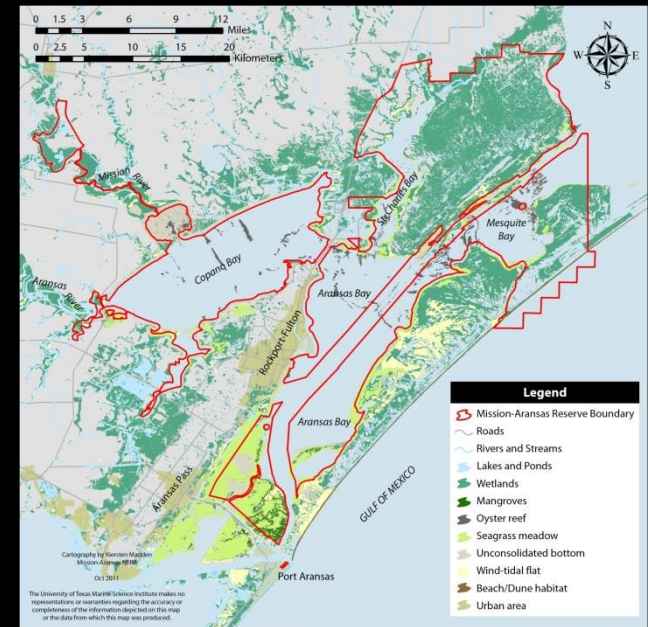 0 1.5 3 6 9 12
Miles
0 2.5 5 10 15 20
Kilometers
N
W E
S
Mission
River
St. Charles Bay
Mesquite
Bay
Copano Bay
Aransas
River
Aransas Bay
Rockport-Fulton
Aransas Bay
Aransas Pass
GULF OF MEXICO
Port Aransas
Legend
Mission-Aransas Reserve Boundary
Roads
Rivers and Streams
Lakes and Ponds
Wetlands
Mangroves
Oyster reef
Seagrass meadow
Unconsolidated bottom
Wind-tidal flat
Beach/Dune habitat
Urban area
Cartography by Kiersten Madden
Mission-Aransas NERR
Oct 2011
The University of Texas Marine Science Institute makes no
representations or warranties regarding the accuracy or
completeness of the information depicted on this map
or the data from which this map was produced.